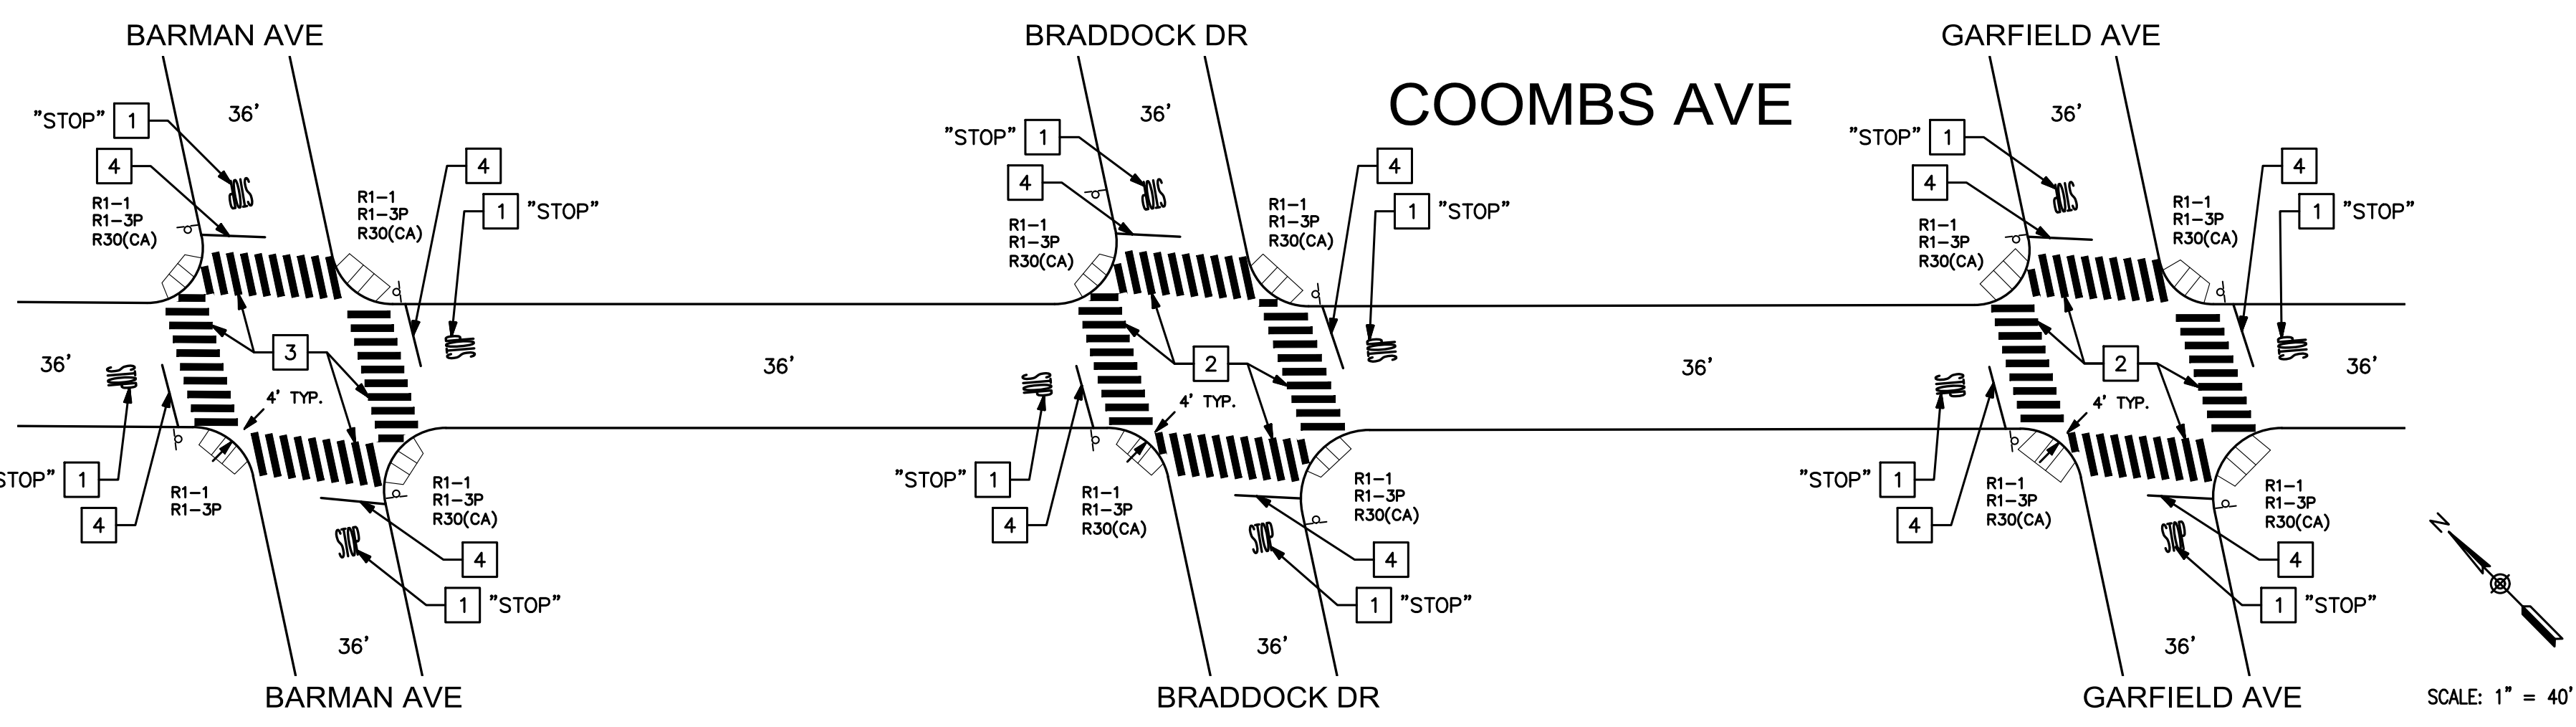 BARMAN AVE
BRADDOCK DR
GARFIELD AVE
COOMBS AVE
"STOP" 1
36'
4
STOP
R1-1
R1-3P
R30(CA)
R1-1
R1-3P
R30(CA)
4
1 "STOP"
STOP
36'
3
STOP
4' TYP.
STOP" 1
4
R1-1
R1-3P
R1-1
R1-3P
R30(CA)
STOP
4
1 "STOP"
36'
BARMAN AVE
36'
"STOP" 1
36'
4
STOP
R1-1
R1-3P
R30(CA)
R1-1
R1-3P
R30(CA)
4
1 "STOP"
STOP
2
STOP
4' TYP.
"STOP" 1
4
R1-1
R1-3P
R30(CA)
R1-1
R1-3P
R30(CA)
STOP
4
1 "STOP"
36'
BRADDOCK DR
36'
"STOP" 1
36'
4
STOP
R1-1
R1-3P
R30(CA)
R1-1
R1-3P
R30(CA)
4
1 "STOP"
STOP
2
36'
STOP
4' TYP.
"STOP" 1
4
R1-1
R1-3P
R30(CA)
R1-1
R1-3P
R30(CA)
STOP
4
1 "STOP"
36'
GARFIELD AVE
N
SCALE: 1" = 40'